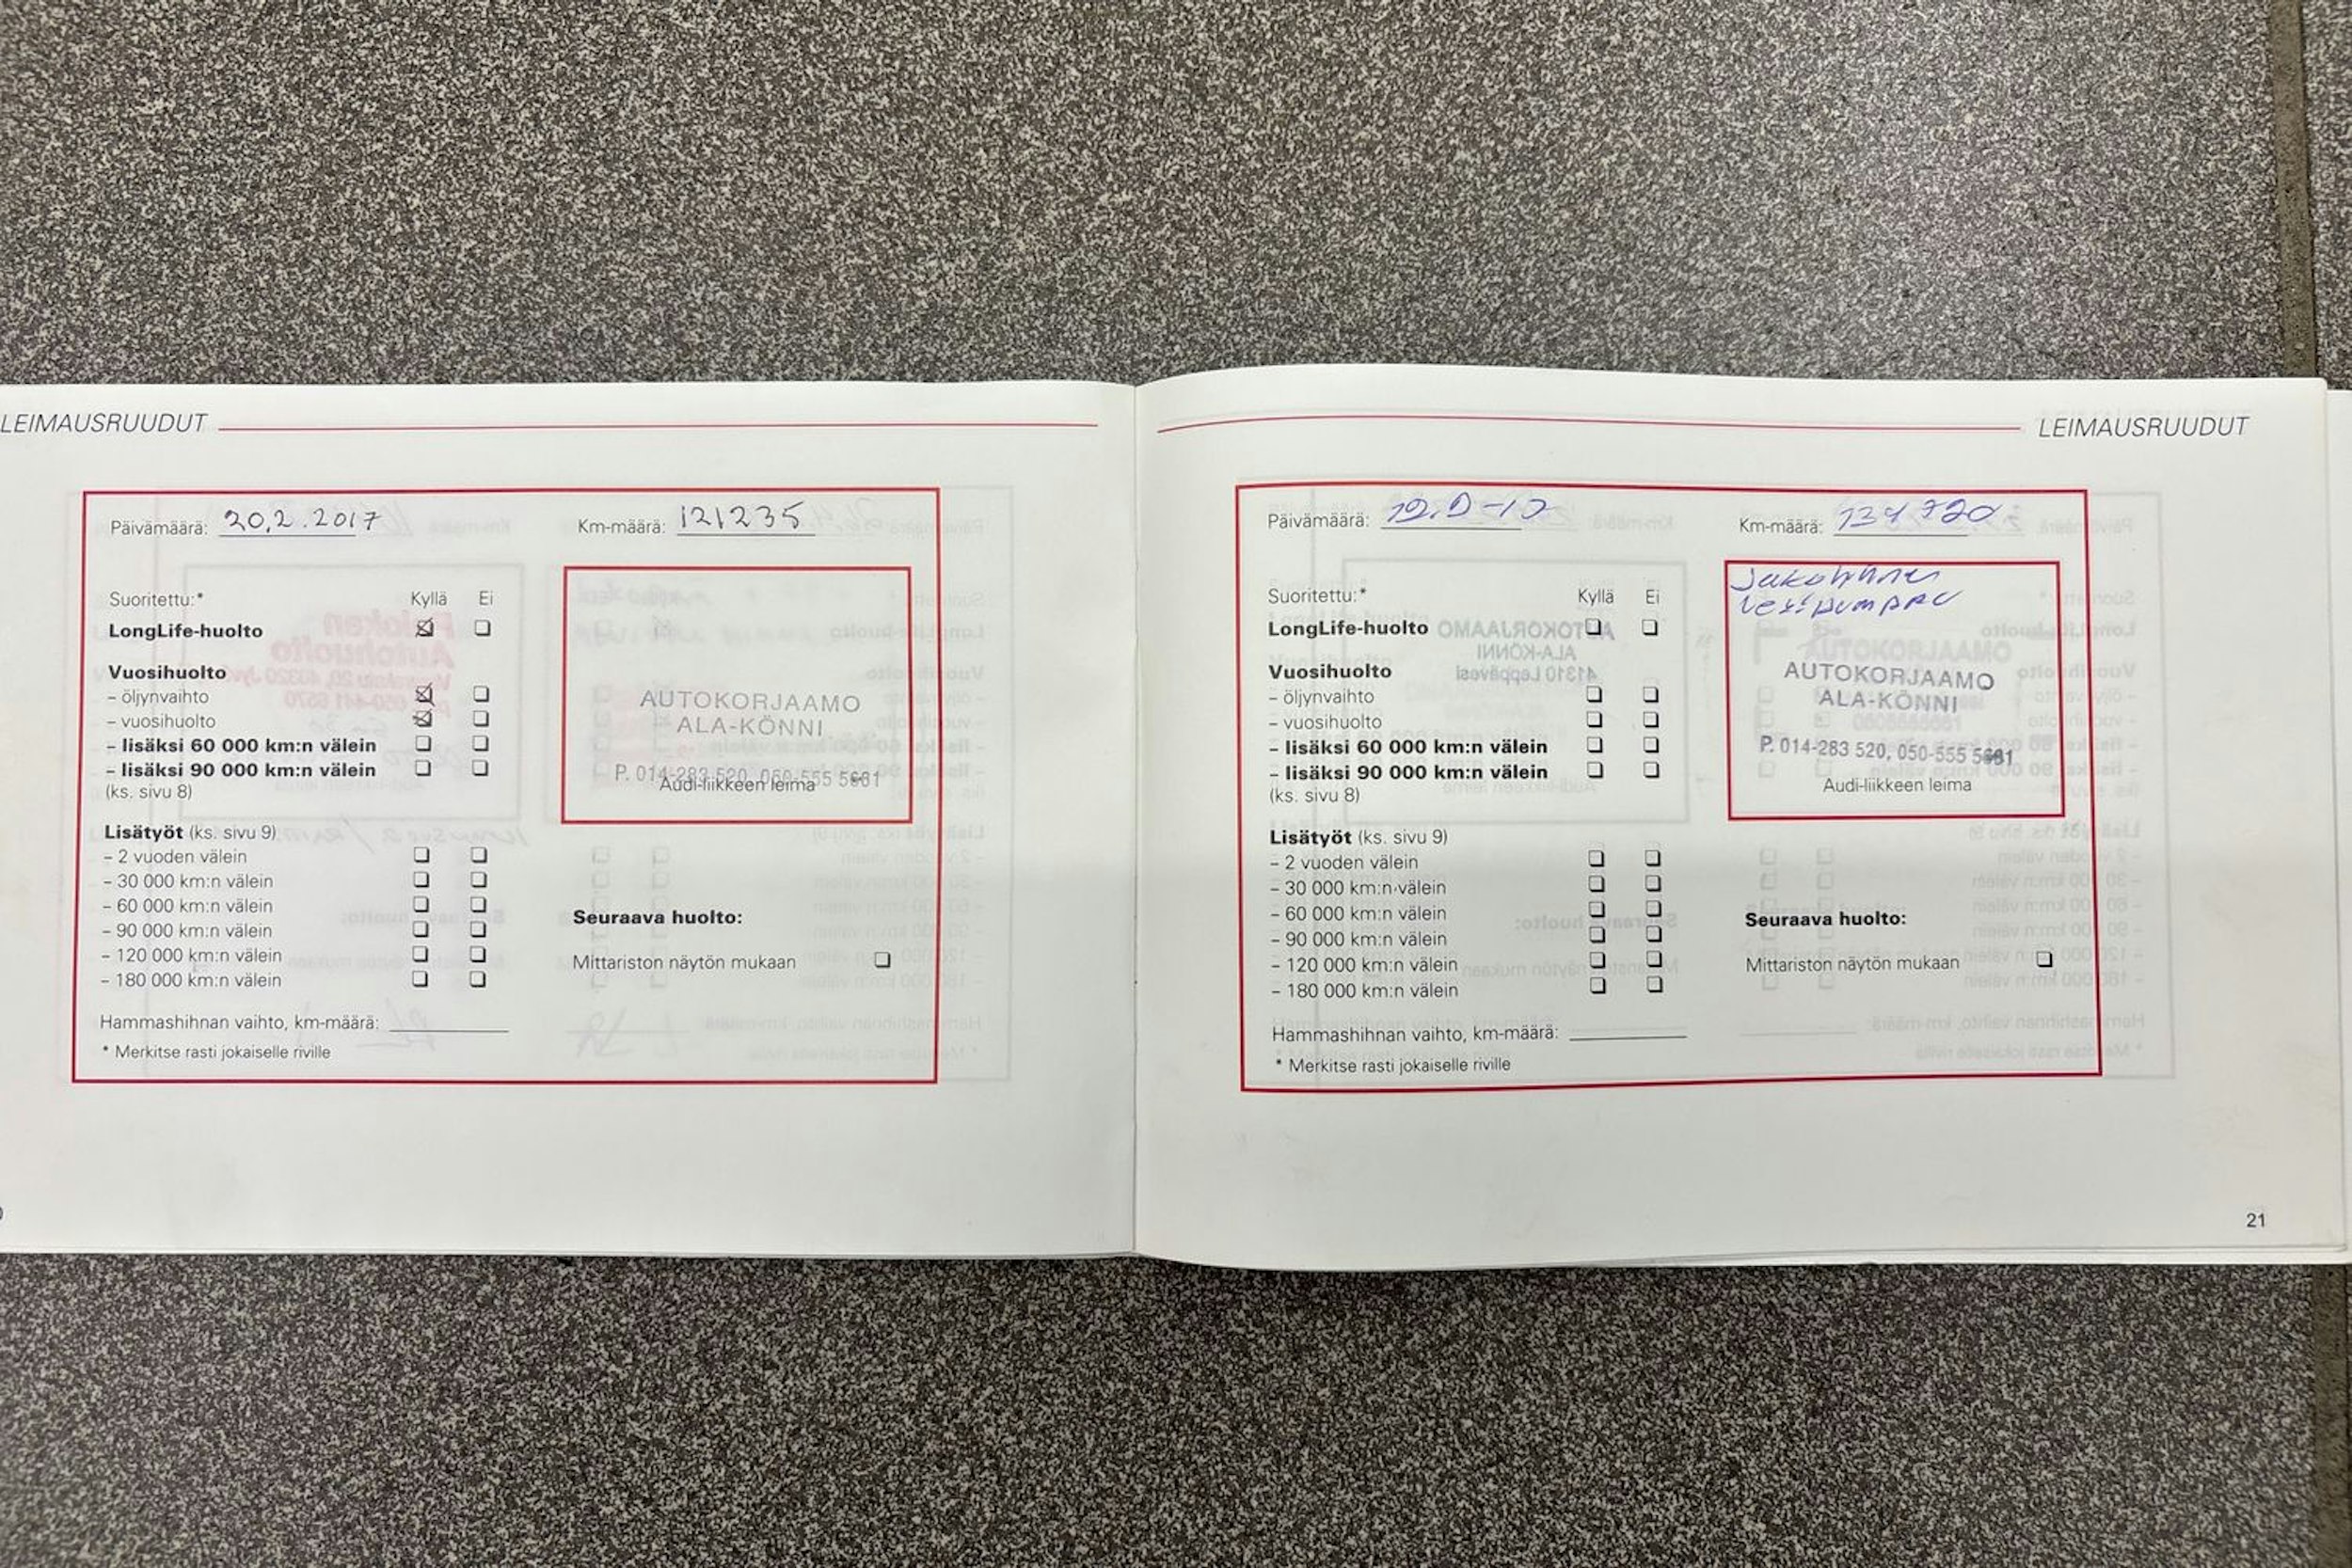 LEIMAUSRUUDUT
Päivämäärä: 20.2.2017
Km-määrä: 121235
Suoritettu:* Kyllä Ei
LongLife-huolto
Vuosihuolto
- öljynvaihto
- vuosihuolto
- lisäksi 60 000 km:n välein
- lisäksi 90 000 km:n välein
(ks. sivu 8)
AUTOKORJAAMO
ALA-KÖNNI
P. 014-283 520, 050-555 5661
Audi-liikkeen leima
Lisätyöt (ks. sivu 9)
- 2 vuoden välein
- 30 000 km:n välein
- 60 000 km:n välein
- 90 000 km:n välein
- 120 000 km:n välein
- 180 000 km:n välein
Seuraava huolto:
Mittariston näytön mukaan
Hammashihnan vaihto, km-määrä:
* Merkitse rasti jokaiselle riville
LEIMAUSRUUDUT
Päivämäärä:
Km-määrä:
Suoritettu:* Kyllä Ei
LongLife-huolto
Vuosihuolto
- öljynvaihto
- vuosihuolto
- lisäksi 60 000 km:n välein
- lisäksi 90 000 km:n välein
(ks. sivu 8)
Vesipumppu
AUTOKORJAAMO
ALA-KÖNNI
P. 014-283 520, 050-555 5661
Audi-liikkeen leima
Lisätyöt (ks. sivu 9)
- 2 vuoden välein
- 30 000 km:n välein
- 60 000 km:n välein
- 90 000 km:n välein
- 120 000 km:n välein
- 180 000 km:n välein
Seuraava huolto:
Mittariston näytön mukaan
Hammashihnan vaihto, km-määrä:
* Merkitse rasti jokaiselle riville
21